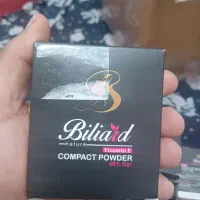 B
Biliard
nature
Vitamin E
COMPACT POWDER
NET. 12gr